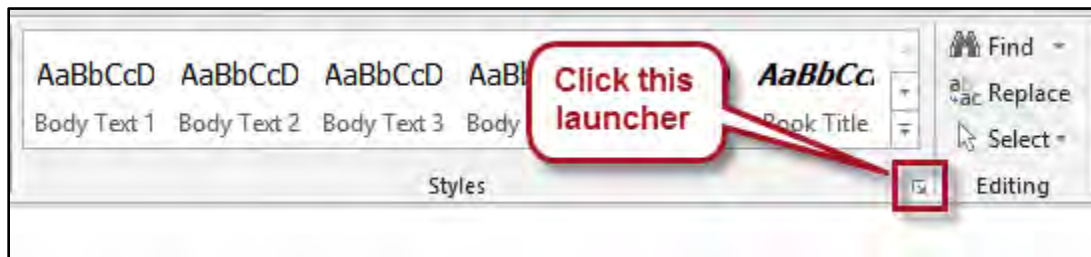 AaBbCcD AaBbCcD AaBbCcD AaBl AaBbCc
Body Text 1 Body Text 2 Body Text 3 Body Book Title
Click this
launcher
Styles
Find
Replace
Select
Editing